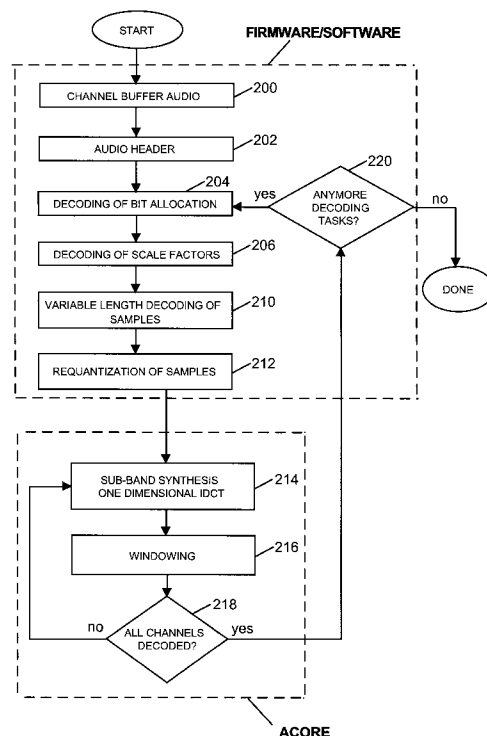 START
FIRMWARE/SOFTWARE
CHANNEL BUFFER AUDIO
200
AUDIO HEADER
202
204
DECODING OF BIT ALLOCATION
yes
220
ANYMORE
DECODING
TASKS?
no
DONE
DECODING OF SCALE FACTORS
206
VARIABLE LENGTH DECODING OF
SAMPLES
210
REQUANTIZATION OF SAMPLES
212
SUB-BAND SYNTHESIS
ONE DIMENSIONAL IDCT
214
WINDOWING
216
218
no
ALL CHANNELS
DECODED?
yes
ACORE